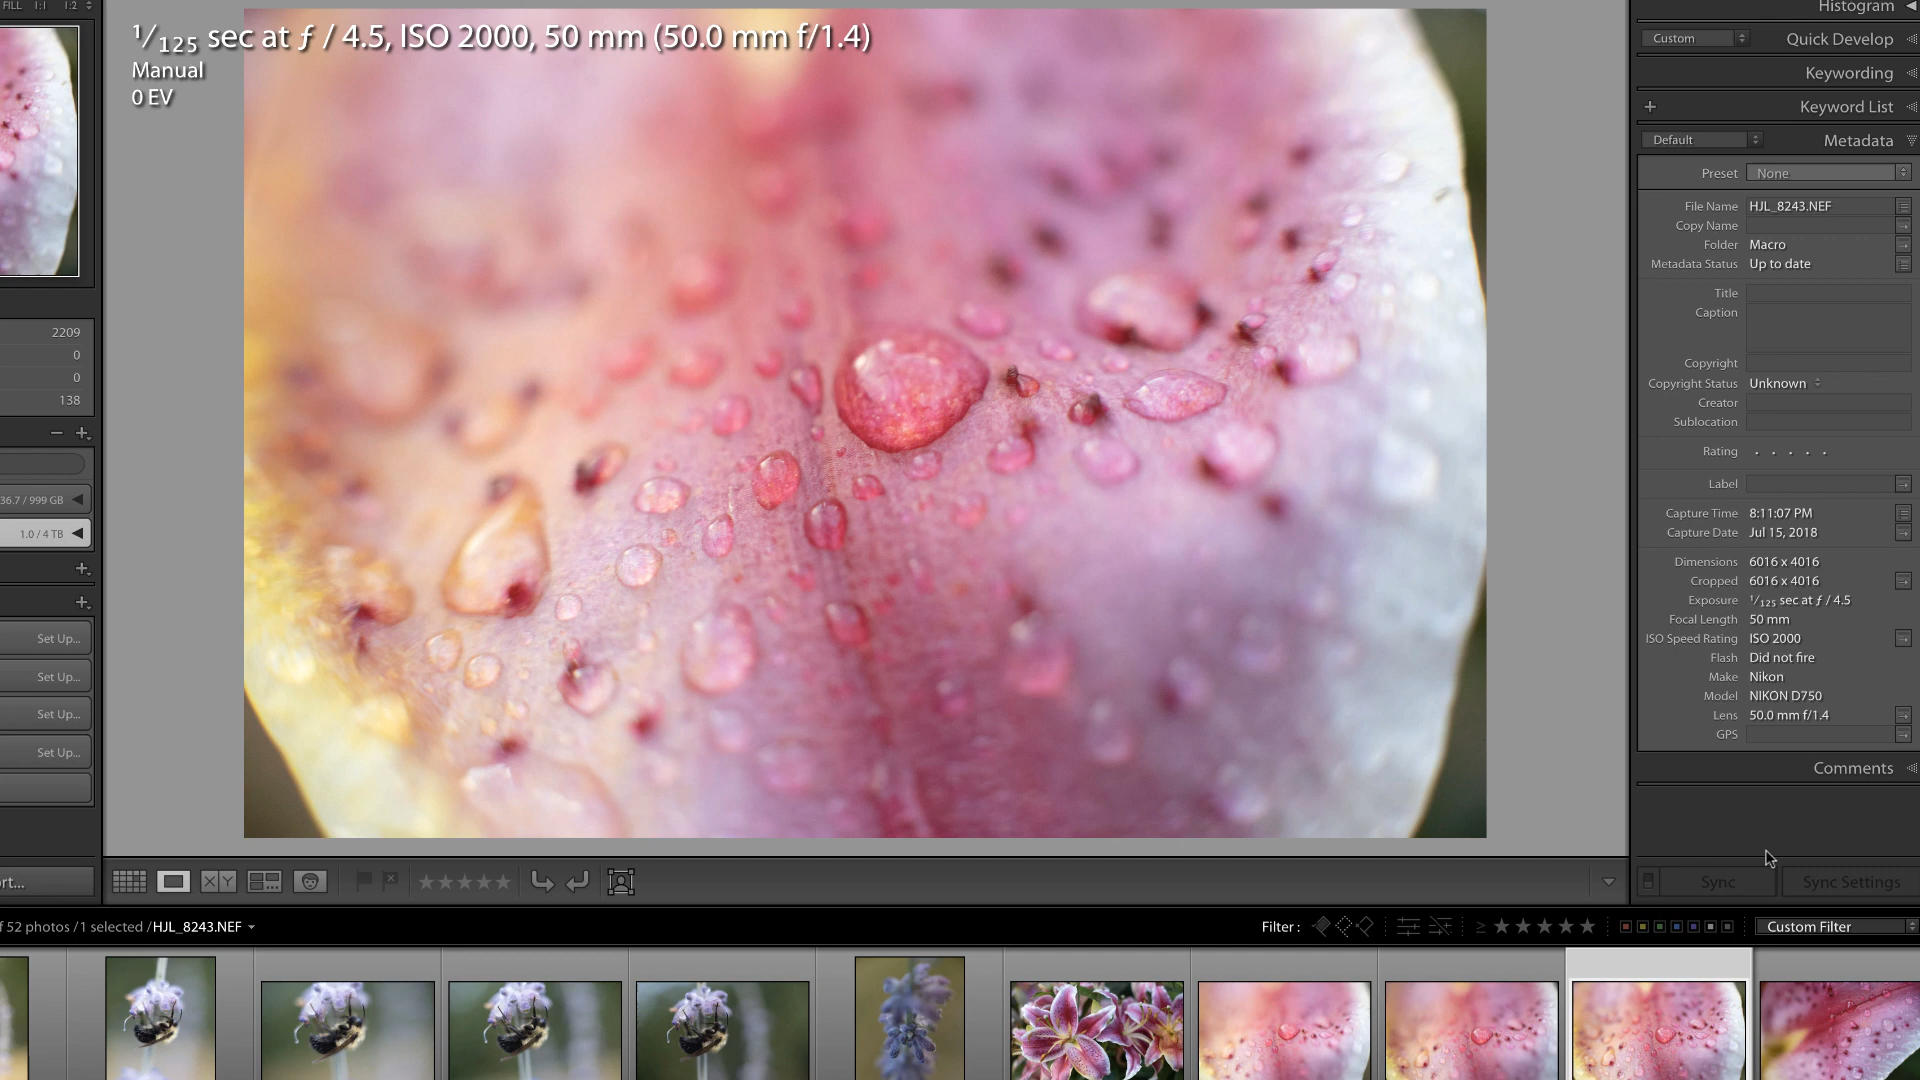 FILL 1:1 1:2
1/125 sec at ƒ / 4.5, ISO 2000, 50 mm (50.0 mm f/1.4)
Manual
0 EV
2209
0
0
138
36.7 / 999 GB
1.0 / 4 TB
Set Up...
Set Up...
Set Up...
Set Up...
rt...
Histogram
Custom Quick Develop
Keywording
+ Keyword List
Default Metadata
Preset None
File Name HJL_8243.NEF
Copy Name
Folder Macro
Metadata Status Up to date
Title
Caption
Copyright
Copyright Status Unknown
Creator
Sublocation
Rating . . . . .
Label
Capture Time 8:11:07 PM
Capture Date Jul 15, 2018
Dimensions 6016 x 4016
Cropped 6016 x 4016
Exposure 1/125 sec at ƒ / 4.5
Focal Length 50 mm
ISO Speed Rating ISO 2000
Flash Did not fire
Make Nikon
Model NIKON D750
Lens 50.0 mm f/1.4
GPS
Comments
X Y
Sync Sync Settings
f 52 photos / 1 selected / HJL_8243.NEF
Filter : ≥ Custom Filter